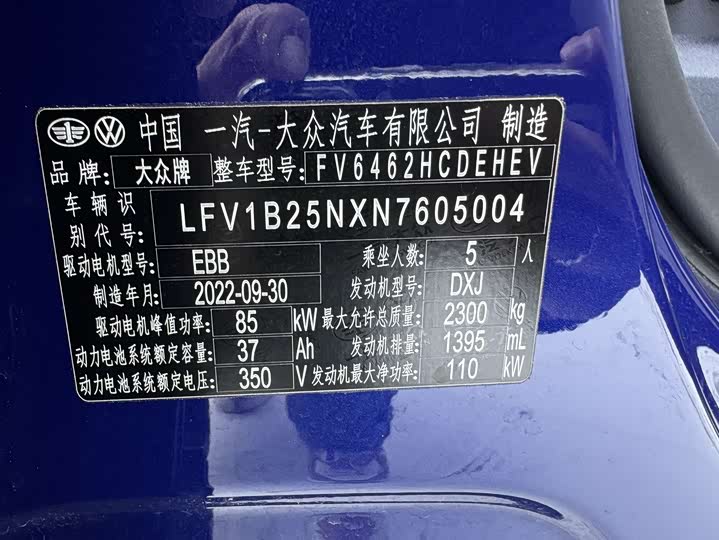 中国 一汽-大众汽车有限公司 制造
品牌: 大众牌 整车型号: FV6462HCDEHEV
车辆识别代号: LFV1B25NXN7605004
驱动电机型号: EBB 乘坐人数: 5 人
制造年月: 2022-09-30 发动机型号: DXJ
驱动电机峰值功率: 85 kW 最大允许总质量: 2300 kg
动力电池系统额定容量: 37 Ah 发动机排量: 1395 mL
动力电池系统额定电压: 350 V 发动机最大净功率: 110 kW